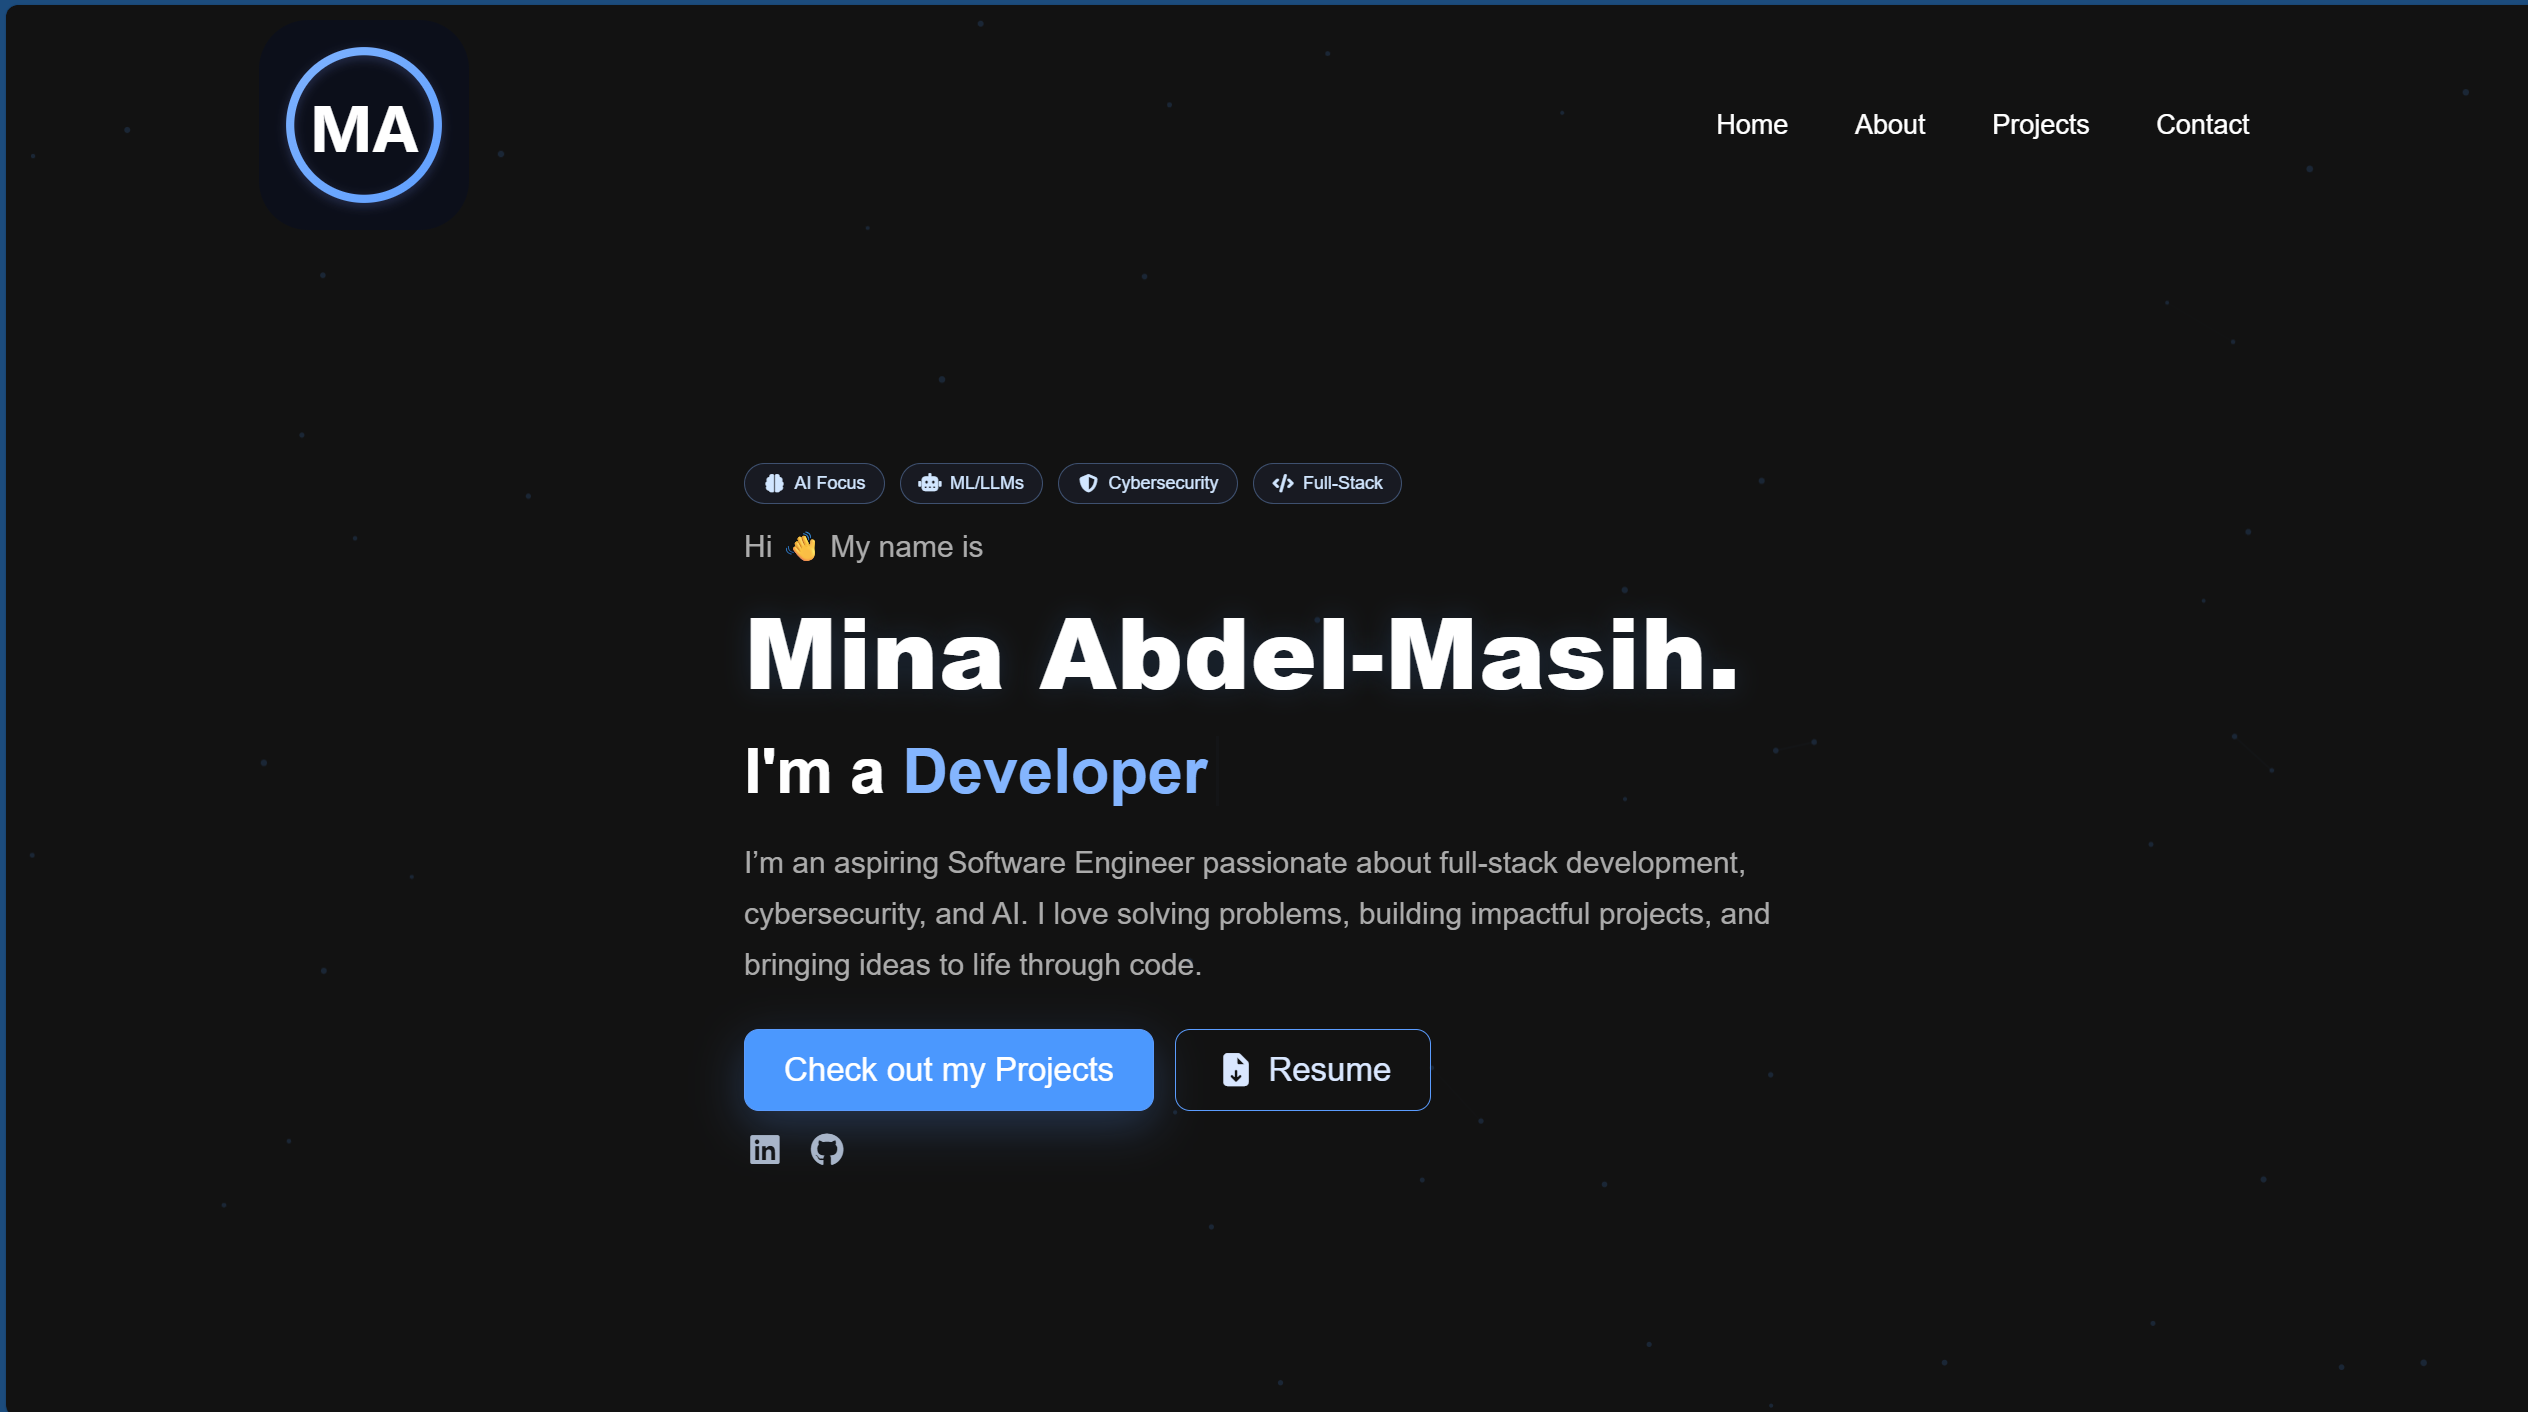 MA
Home About Projects Contact
AI Focus ML/LLMs Cybersecurity Full-Stack
Hi 👋 My name is
Mina Abdel-Masih.
I'm a Developer
I’m an aspiring Software Engineer passionate about full-stack development,
cybersecurity, and AI. I love solving problems, building impactful projects, and
bringing ideas to life through code.
Check out my Projects Resume